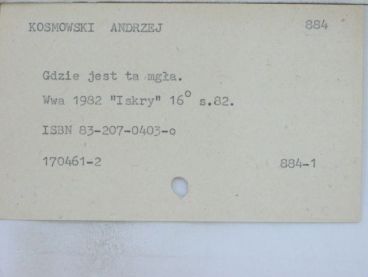 KOSMOWSKI ANDRZEJ 884
Gdzie jest ta mgła.
Wwa 1982 "Iskry" 16° s.82.
ISBN 83-207-0403-o
170461-2 884-1